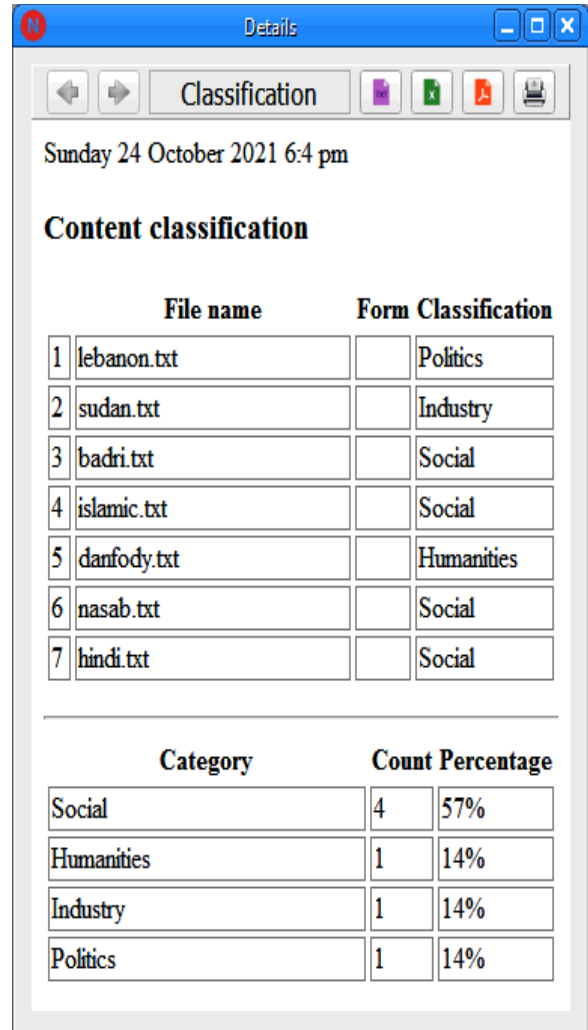 N Details
Classification
Sunday 24 October 2021 6:4 pm
Content classification
File name Form Classification
1 lebanon.txt Politics
2 sudan.txt Industry
3 badri.txt Social
4 islamic.txt Social
5 danfody.txt Humanities
6 nasab.txt Social
7 hindi.txt Social
Category Count Percentage
Social 4 57%
Humanities 1 14%
Industry 1 14%
Politics 1 14%